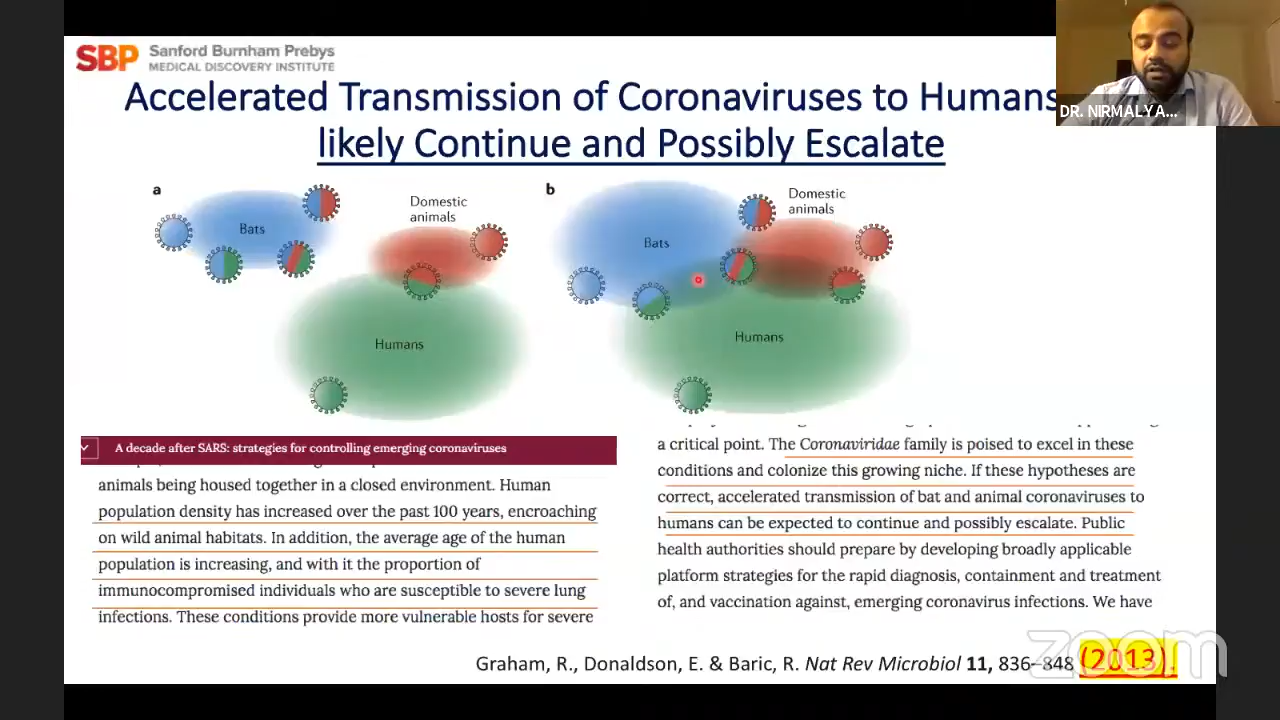 SBP Sanford Burnham Prebys
MEDICAL DISCOVERY INSTITUTE
DR. NIRMALYA...
Accelerated Transmission of Coronaviruses to Humans
likely Continue and Possibly Escalate
a
Bats
Domestic
animals
Humans
b
Bats
Domestic
animals
Humans
A decade after SARS: strategies for controlling emerging coronaviruses
animals being housed together in a closed environment. Human
population density has increased over the past 100 years, encroaching
on wild animal habitats. In addition, the average age of the human
population is increasing, and with it the proportion of
immunocompromised individuals who are susceptible to severe lung
infections. These conditions provide more vulnerable hosts for severe
a critical point. The Coronaviridae family is poised to excel in these
conditions and colonize this growing niche. If these hypotheses are
correct, accelerated transmission of bat and animal coronaviruses to
humans can be expected to continue and possibly escalate. Public
health authorities should prepare by developing broadly applicable
platform strategies for the rapid diagnosis, containment and treatment
of, and vaccination against, emerging coronavirus infections. We have
Graham, R., Donaldson, E. & Baric, R. Nat Rev Microbiol 11, 836–848 (2013).
zoom